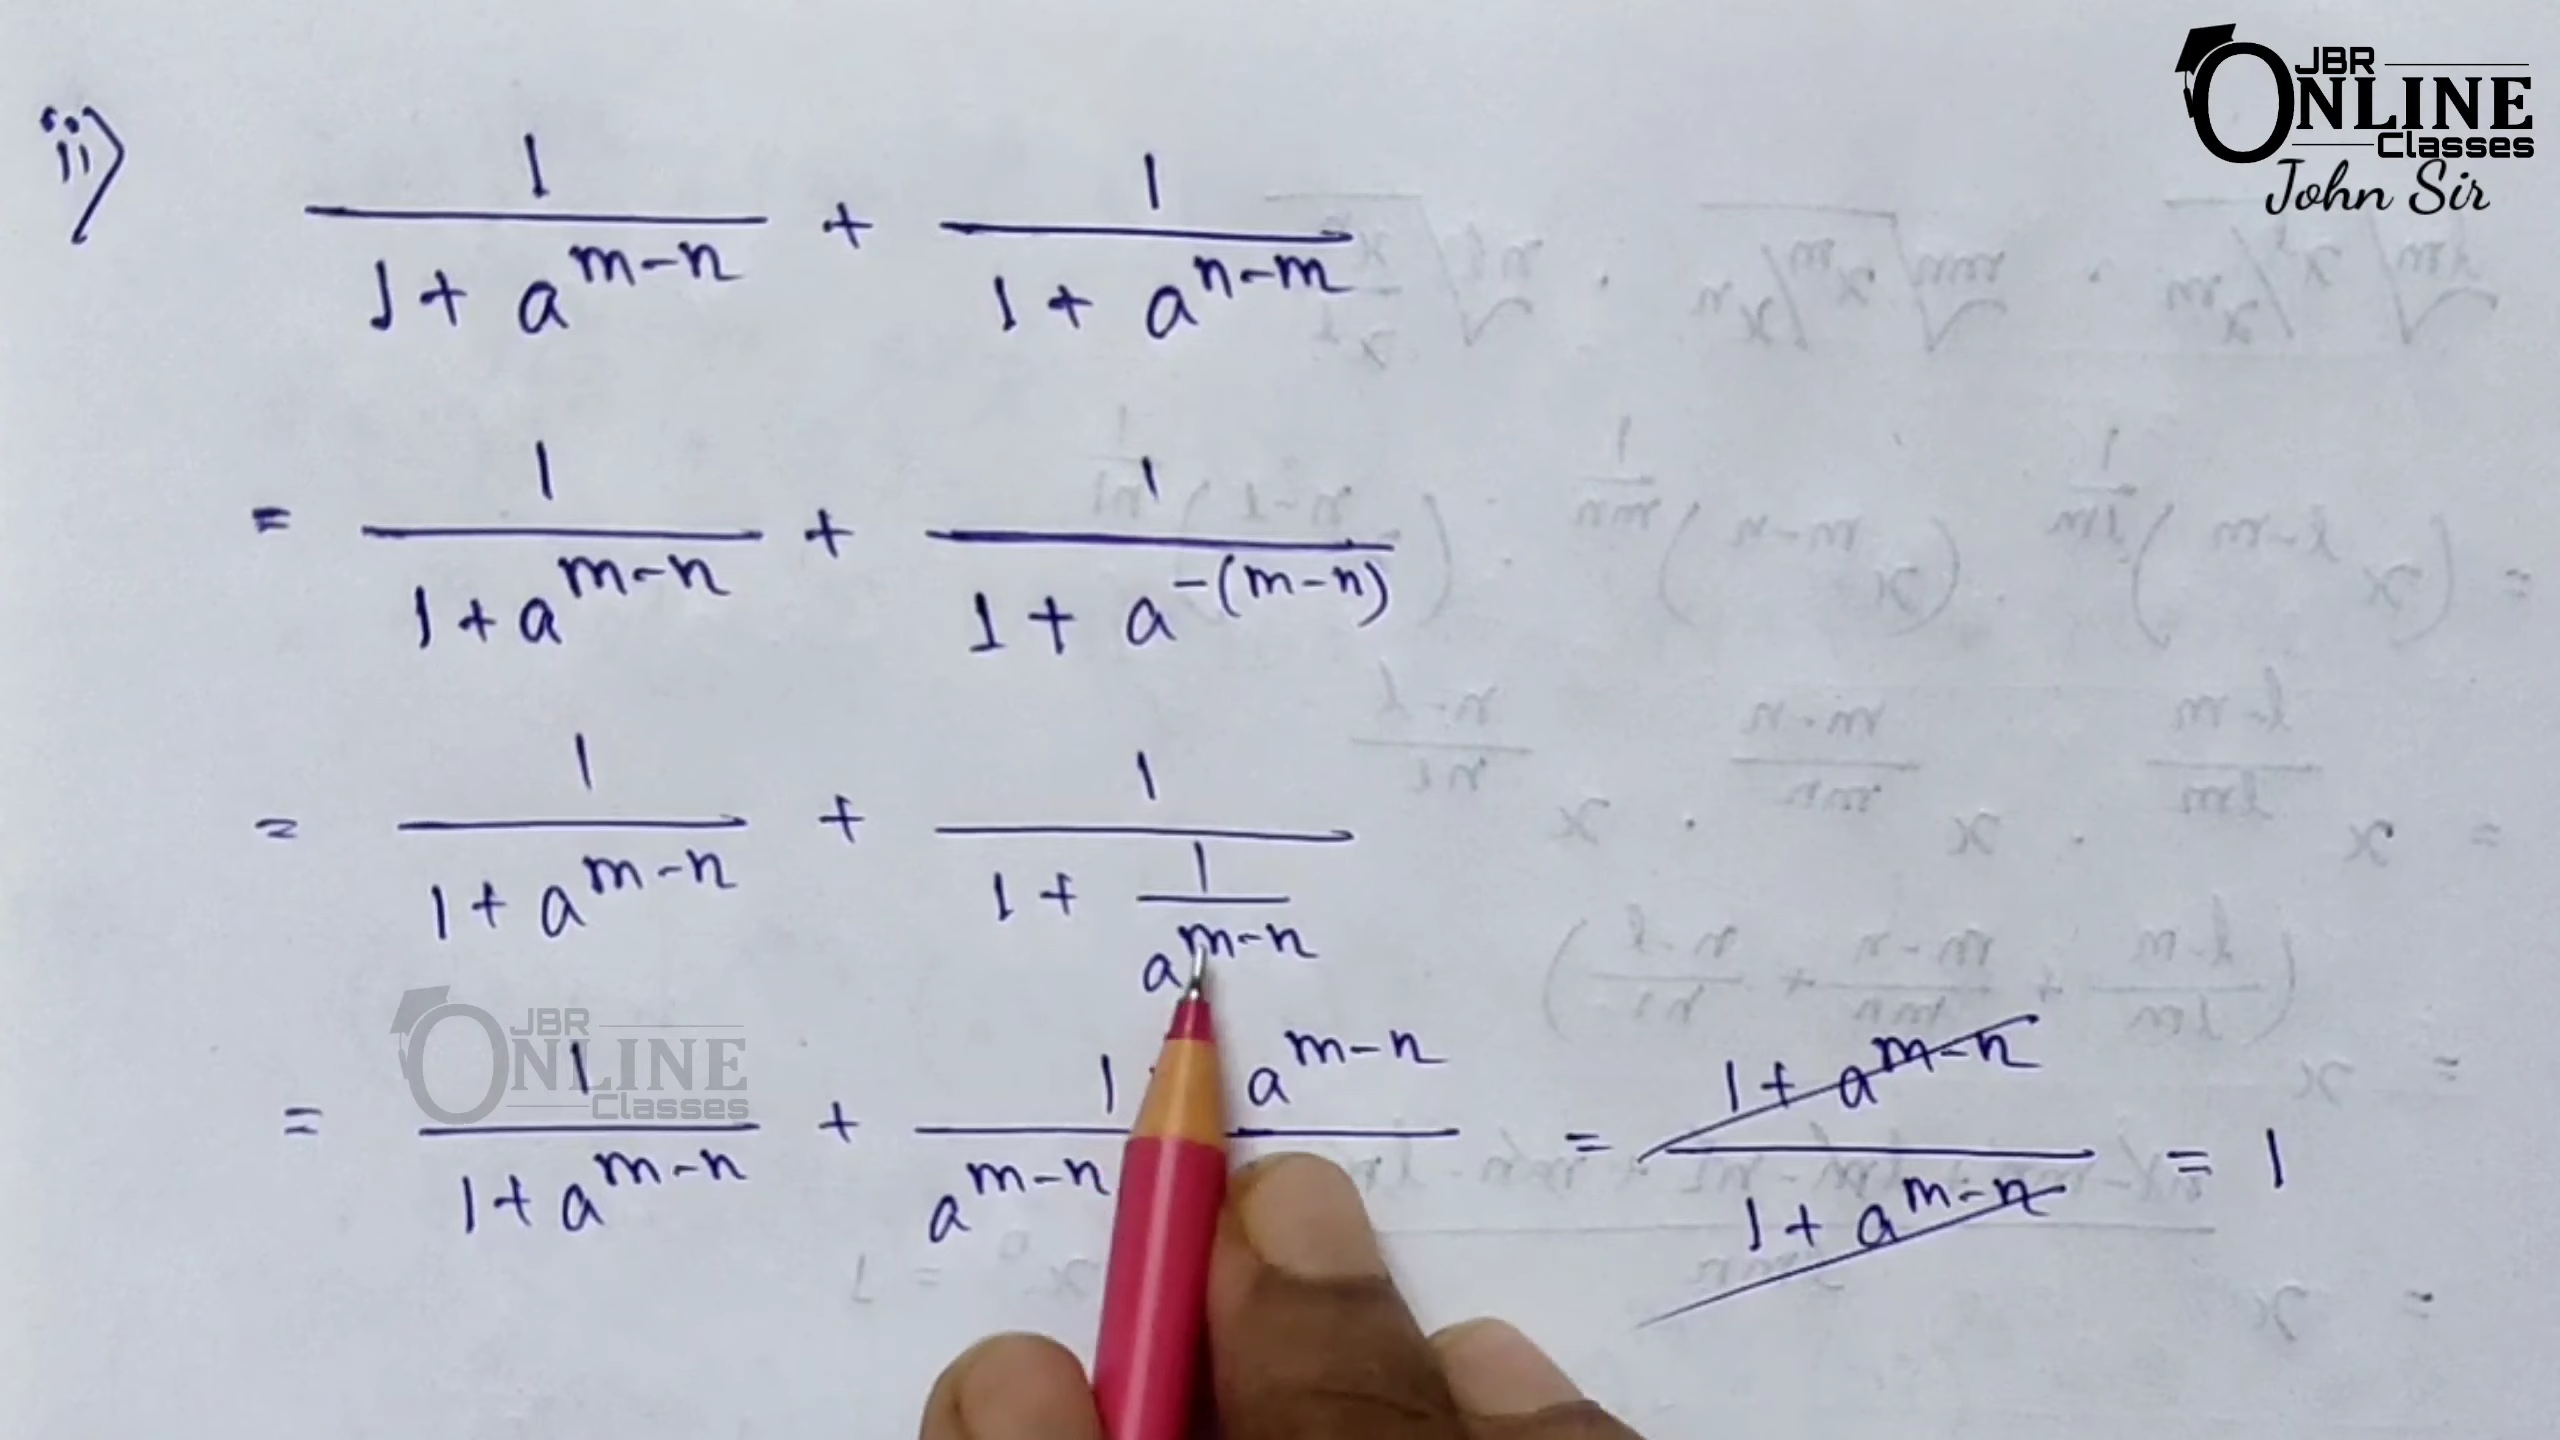 JBR
ONLINE
Classes
John Sir
ii) 1/(1 + a^(m-n)) + 1/(1 + a^(n-m))
= 1/(1 + a^(m-n)) + 1/(1 + a^(-(m-n)))
= 1/(1 + a^(m-n)) + 1/(1 + 1/a^(m-n))
JBR
ONLINE
Classes
= 1/(1 + a^(m-n)) + 1 a^(m-n)/a^(m-n) = (1 + a^(m-n))/(1 + a^(m-n)) = 1